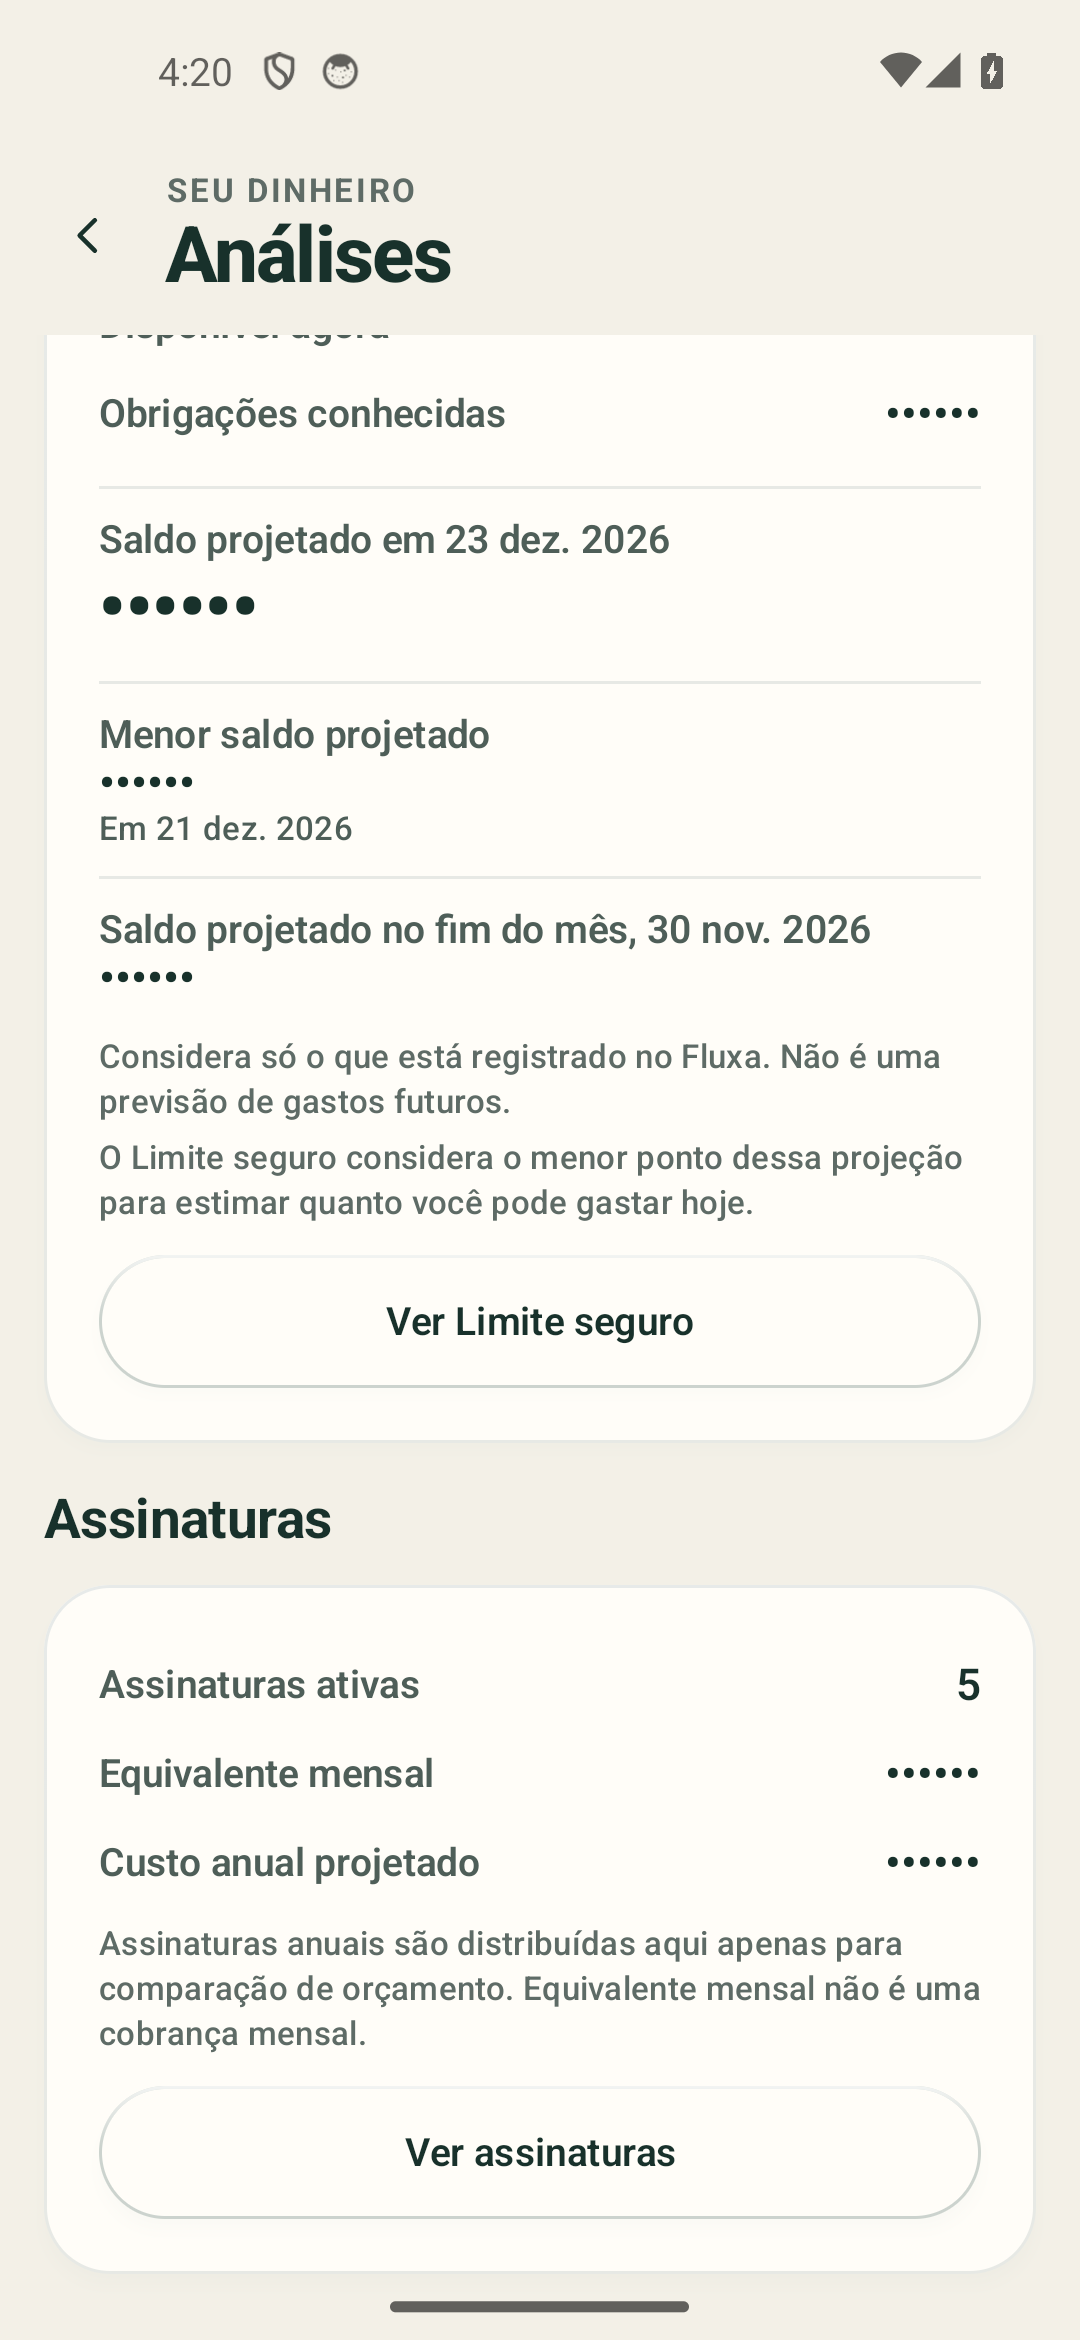 4:20
SEU DINHEIRO
Análises
Disponível agora
Obrigações conhecidas ••••••
Saldo projetado em 23 dez. 2026
••••••
Menor saldo projetado
••••••
Em 21 dez. 2026
Saldo projetado no fim do mês, 30 nov. 2026
••••••
Considera só o que está registrado no Fluxa. Não é uma
previsão de gastos futuros.
O Limite seguro considera o menor ponto dessa projeção
para estimar quanto você pode gastar hoje.
Ver Limite seguro
Assinaturas
Assinaturas ativas 5
Equivalente mensal ••••••
Custo anual projetado ••••••
Assinaturas anuais são distribuídas aqui apenas para
comparação de orçamento. Equivalente mensal não é uma
cobrança mensal.
Ver assinaturas